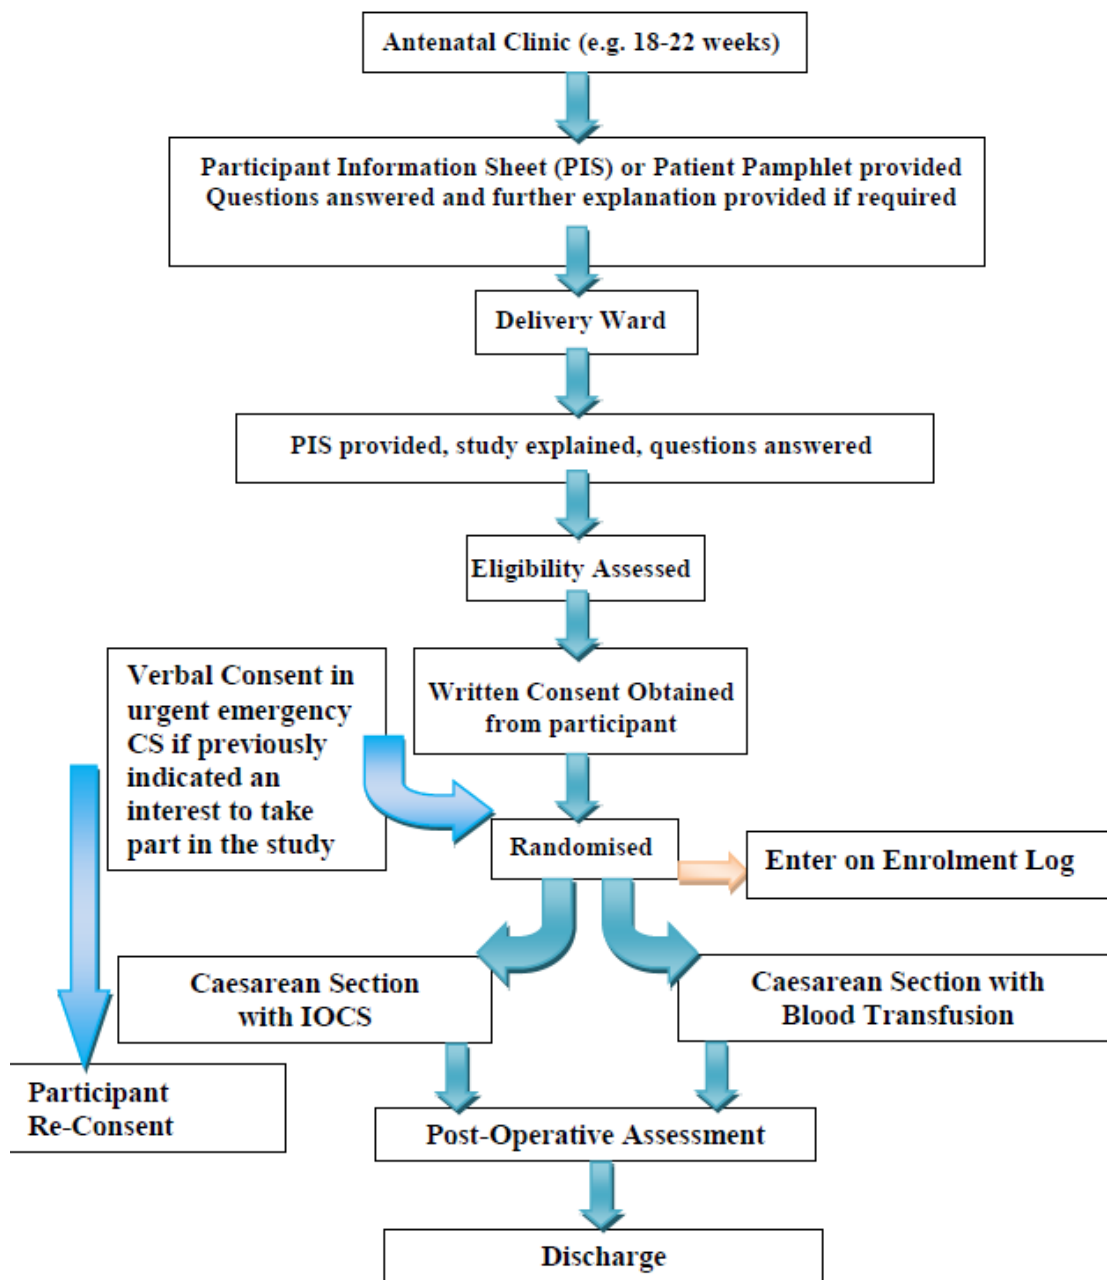 Antenatal Clinic (e.g. 18-22 weeks)
Participant Information Sheet (PIS) or Patient Pamphlet provided
Questions answered and further explanation provided if required
Delivery Ward
PIS provided, study explained, questions answered
Eligibility Assessed
Verbal Consent in
urgent emergency
CS if previously
indicated an
interest to take
part in the study
Written Consent Obtained
from participant
Randomised
Enter on Enrolment Log
Caesarean Section
with IOCS
Caesarean Section with
Blood Transfusion
Participant
Re-Consent
Post-Operative Assessment
Discharge